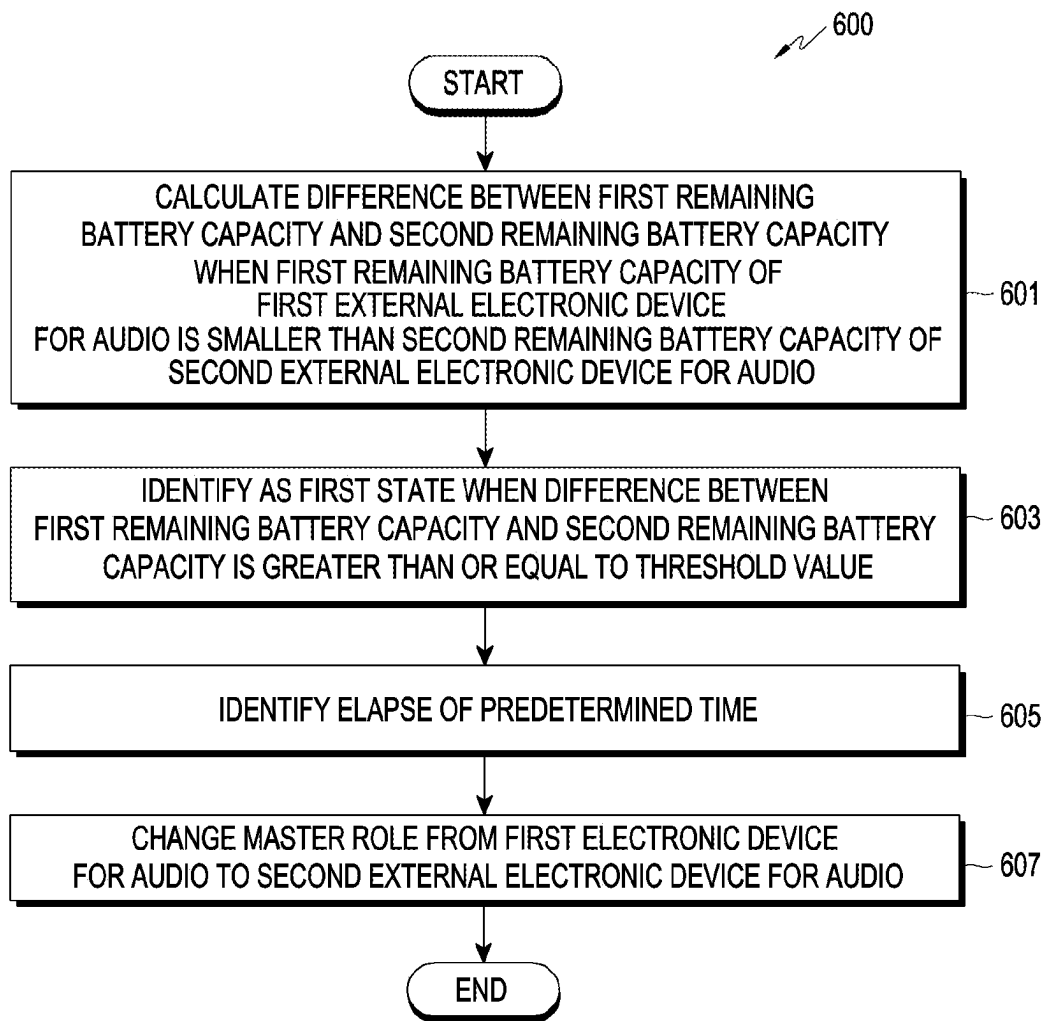 600
START
CALCULATE DIFFERENCE BETWEEN FIRST REMAINING
BATTERY CAPACITY AND SECOND REMAINING BATTERY CAPACITY
WHEN FIRST REMAINING BATTERY CAPACITY OF
FIRST EXTERNAL ELECTRONIC DEVICE
FOR AUDIO IS SMALLER THAN SECOND REMAINING BATTERY CAPACITY OF
SECOND EXTERNAL ELECTRONIC DEVICE FOR AUDIO
601
IDENTIFY AS FIRST STATE WHEN DIFFERENCE BETWEEN
FIRST REMAINING BATTERY CAPACITY AND SECOND REMAINING BATTERY
CAPACITY IS GREATER THAN OR EQUAL TO THRESHOLD VALUE
603
IDENTIFY ELAPSE OF PREDETERMINED TIME
605
CHANGE MASTER ROLE FROM FIRST ELECTRONIC DEVICE
FOR AUDIO TO SECOND EXTERNAL ELECTRONIC DEVICE FOR AUDIO
607
END